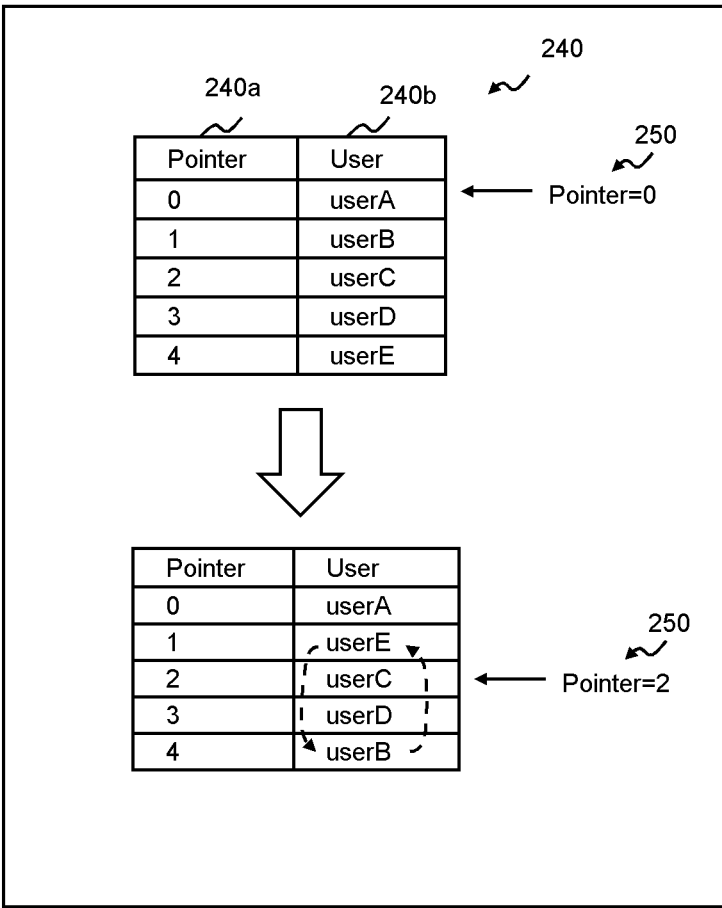 240
240a 240b
250
Pointer User
0 userA
Pointer=0
1 userB
2 userC
3 userD
4 userE
Pointer User
0 userA
250
1 userE
2 userC
Pointer=2
3 userD
4 userB